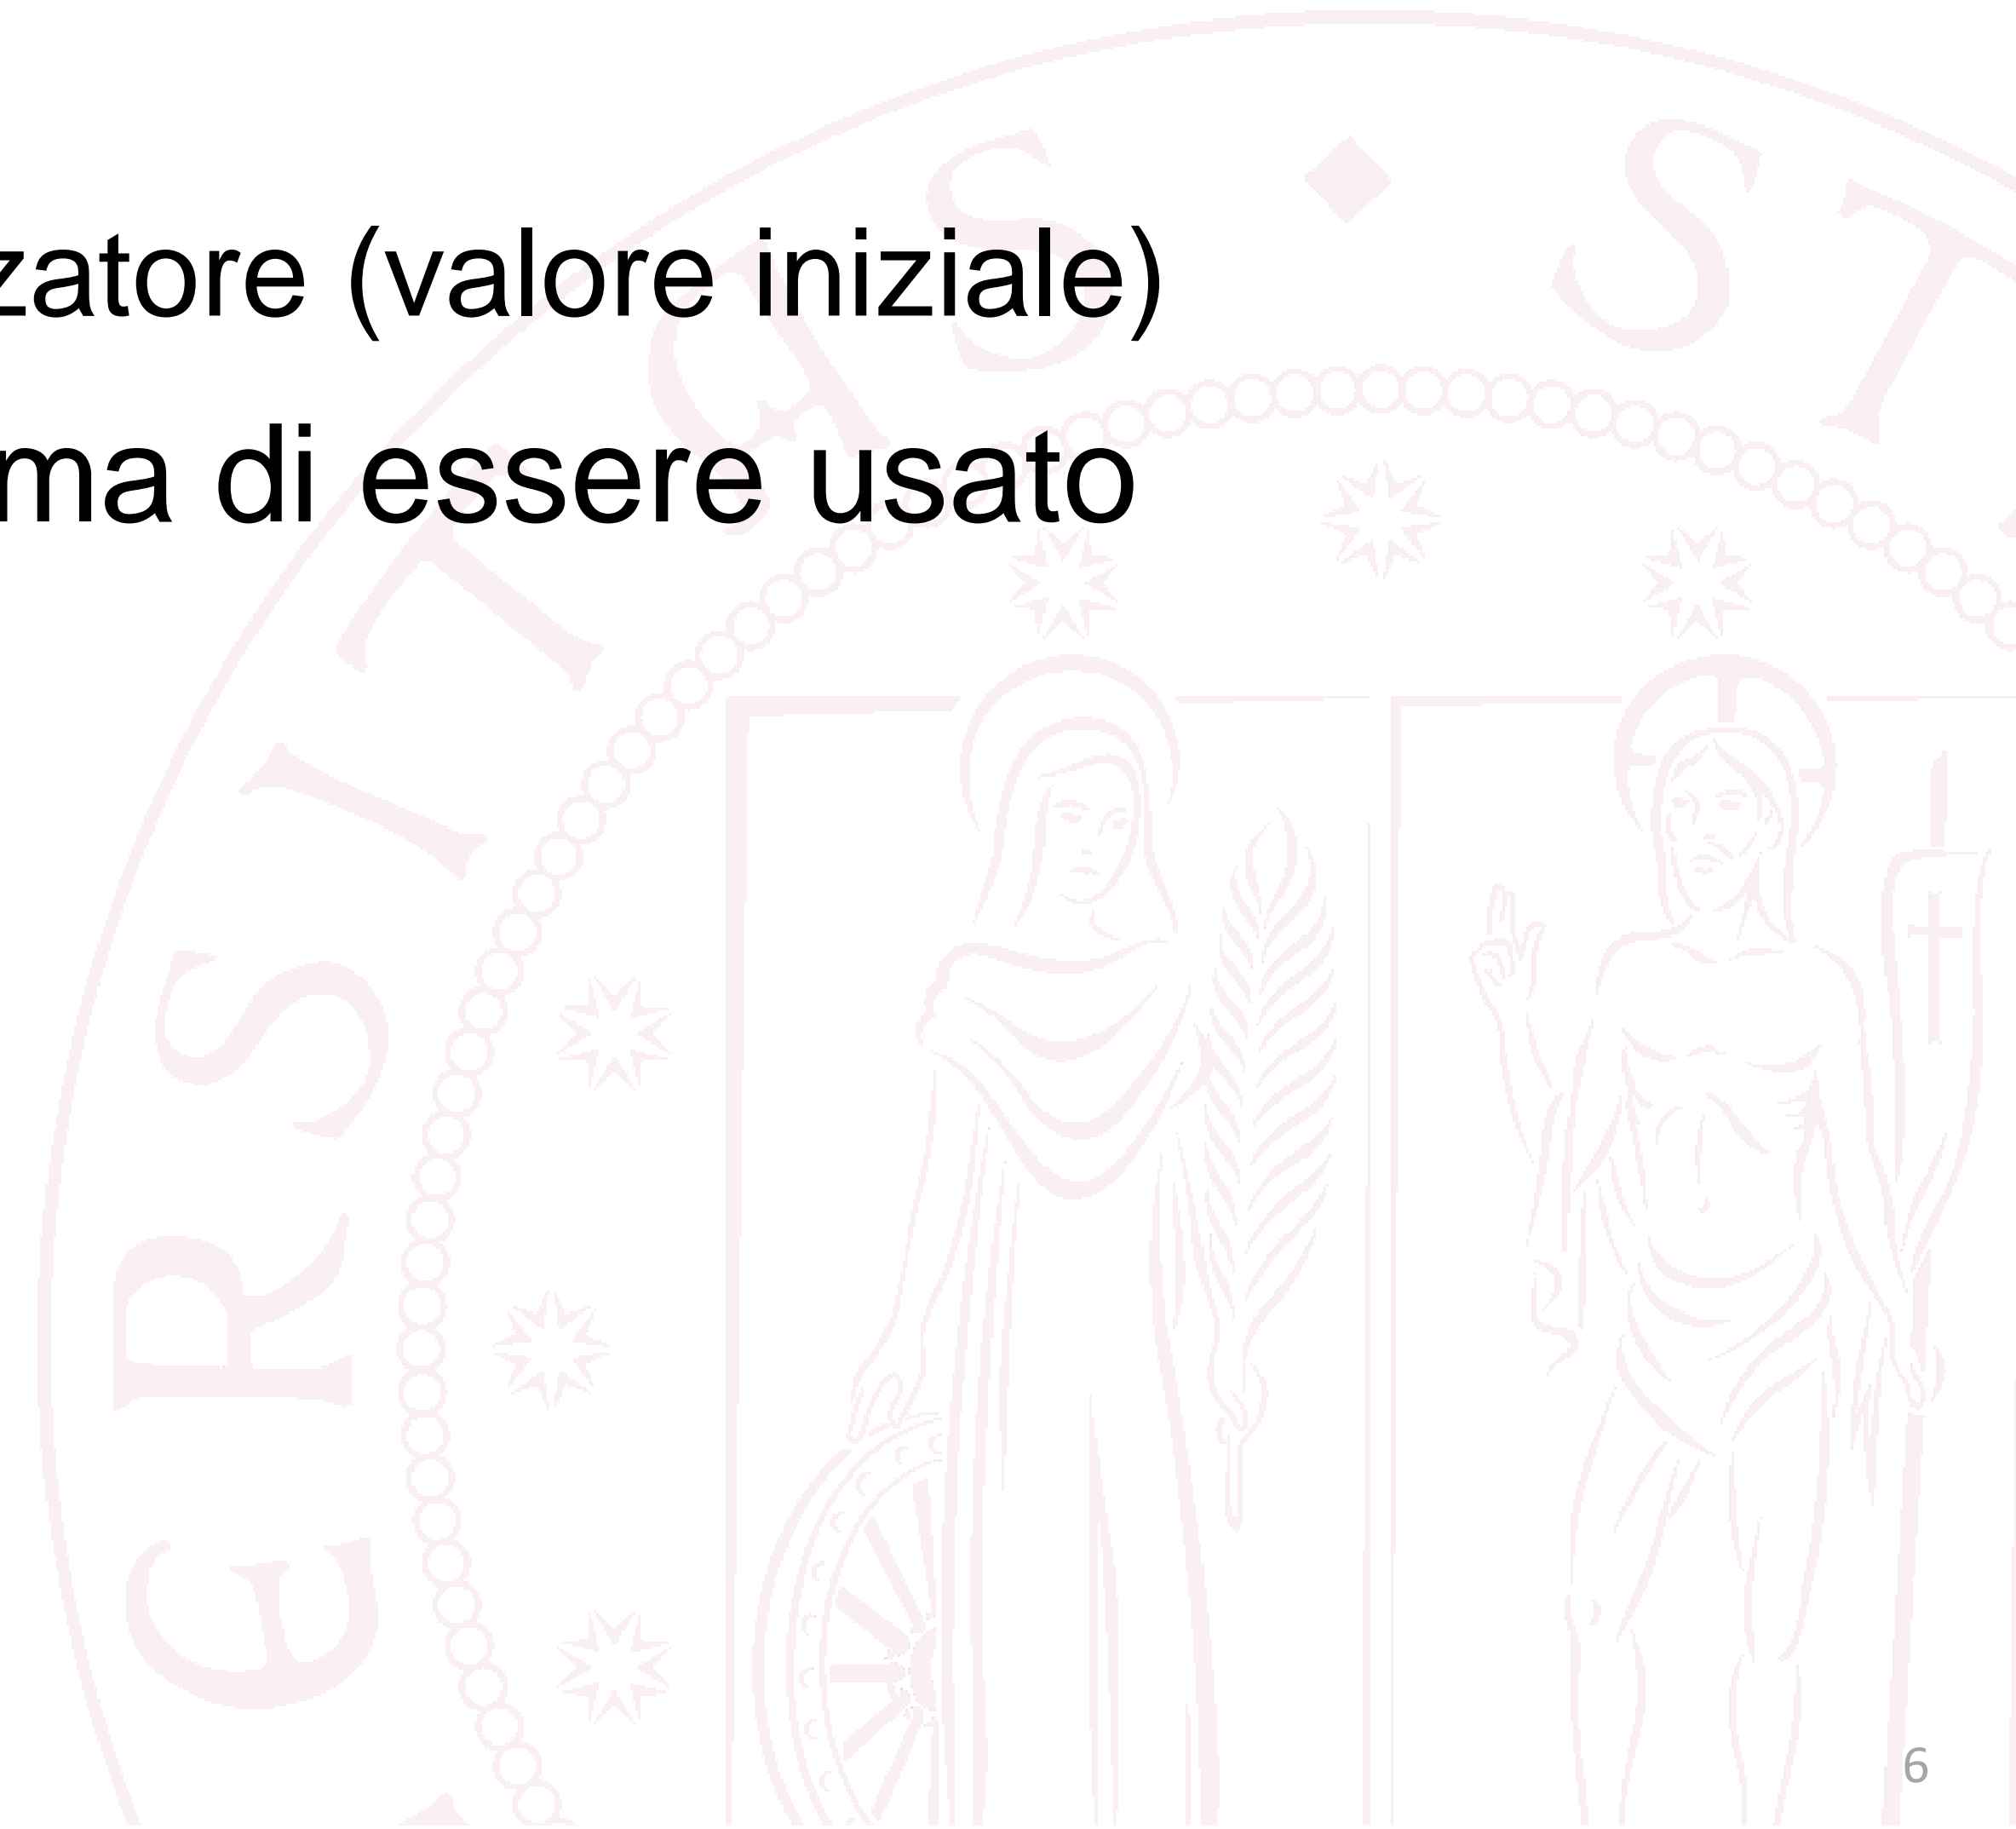 zatore (valore iniziale)
ma di essere usato
S ◆ S T
E R S I T A S
6